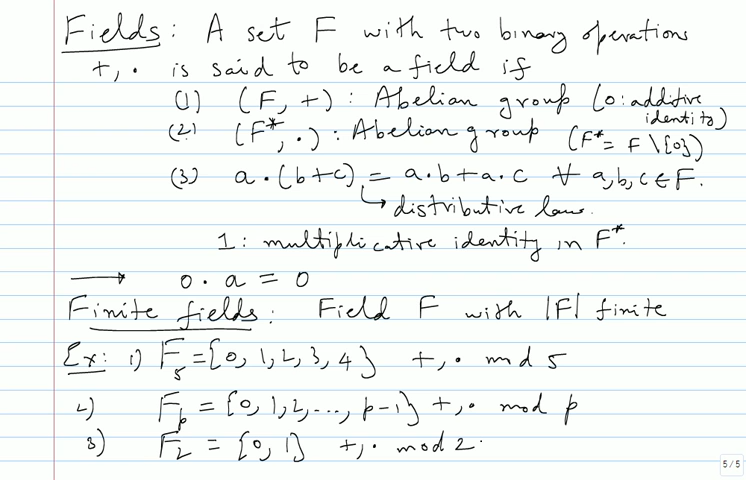 Fields: A set F with two binary operations
+, · is said to be a field if
(1) (F, +) : Abelian group (0: additive identity)
(2) (F*, ·) : Abelian group (F* = F \ {0})
(3) a · (b+c) = a·b + a·c ∀ a, b, c ∈ F.
↳ distributive law.
1 : multiplicative identity in F*.
⟶ 0 · a = 0
Finite fields: Field F with |F| finite
Ex: 1) F₅ = {0, 1, 2, 3, 4} +, · mod 5
2) Fₚ = {0, 1, 2, ..., p-1} +, · mod p
3) F₂ = {0, 1} +, · mod 2.
5/5